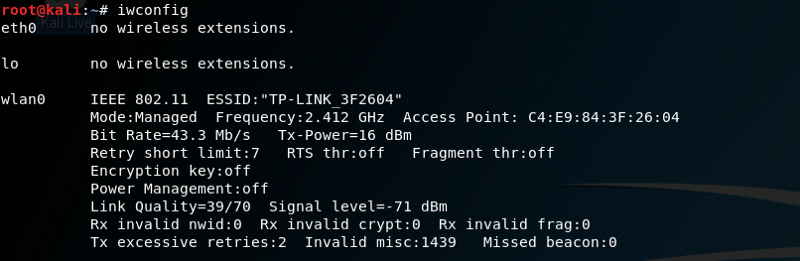 root@kali:~# iwconfig
Kali Live
eth0      no wireless extensions.
lo        no wireless extensions.
wlan0     IEEE 802.11  ESSID:"TP-LINK_3F2604"
          Mode:Managed  Frequency:2.412 GHz  Access Point: C4:E9:84:3F:26:04
          Bit Rate=43.3 Mb/s   Tx-Power=16 dBm
          Retry short limit:7   RTS thr:off   Fragment thr:off
          Encryption key:off
          Power Management:off
          Link Quality=39/70  Signal level=-71 dBm
          Rx invalid nwid:0  Rx invalid crypt:0  Rx invalid frag:0
          Tx excessive retries:2  Invalid misc:1439   Missed beacon:0